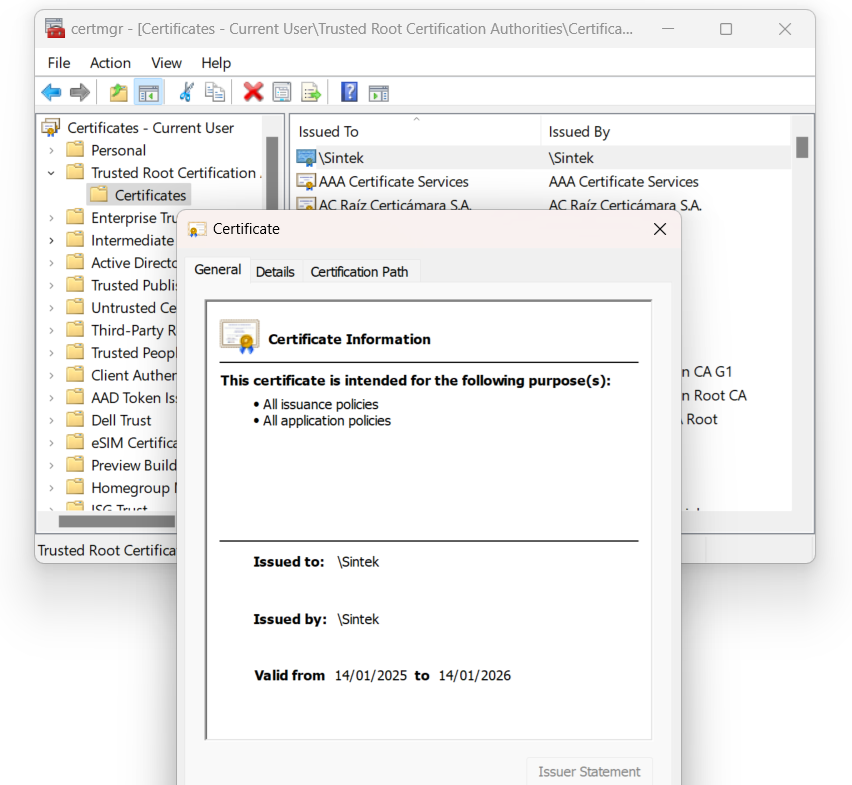 certmgr - [Certificates - Current User\Trusted Root Certification Authorities\Certifica...
File Action View Help
Certificates - Current User
Personal
Trusted Root Certification
Certificates
Enterprise Tru
Intermediate
Active Directo
Trusted Publi
Untrusted Ce
Third-Party R
Trusted Peopl
Client Authen
AAD Token Iss
Dell Trust
eSIM Certifica
Preview Build
Homegroup
ISG Trust
Issued To Issued By
\Sintek \Sintek
AAA Certificate Services AAA Certificate Services
AC Raíz Certicámara S.A. AC Raíz Certicámara S.A.
n CA G1
n Root CA
Root
Trusted Root Certifica
Certificate
General Details Certification Path
Certificate Information
This certificate is intended for the following purpose(s):
• All issuance policies
• All application policies
Issued to: \Sintek
Issued by: \Sintek
Valid from 14/01/2025 to 14/01/2026
Issuer Statement